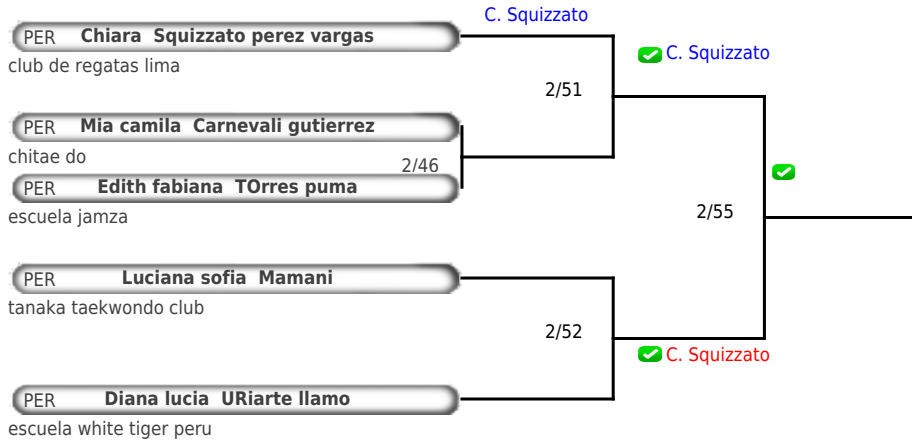 C. Squizzato
PER Chiara Squizzato perez vargas
club de regatas lima
C. Squizzato
2/51
PER Mia camila Carnevali gutierrez
chitae do
2/46
PER Edith fabiana TOrres puma
escuela jamza
2/55
PER Luciana sofia Mamani
tanaka taekwondo club
2/52
C. Squizzato
PER Diana lucia URiarte llamo
escuela white tiger peru